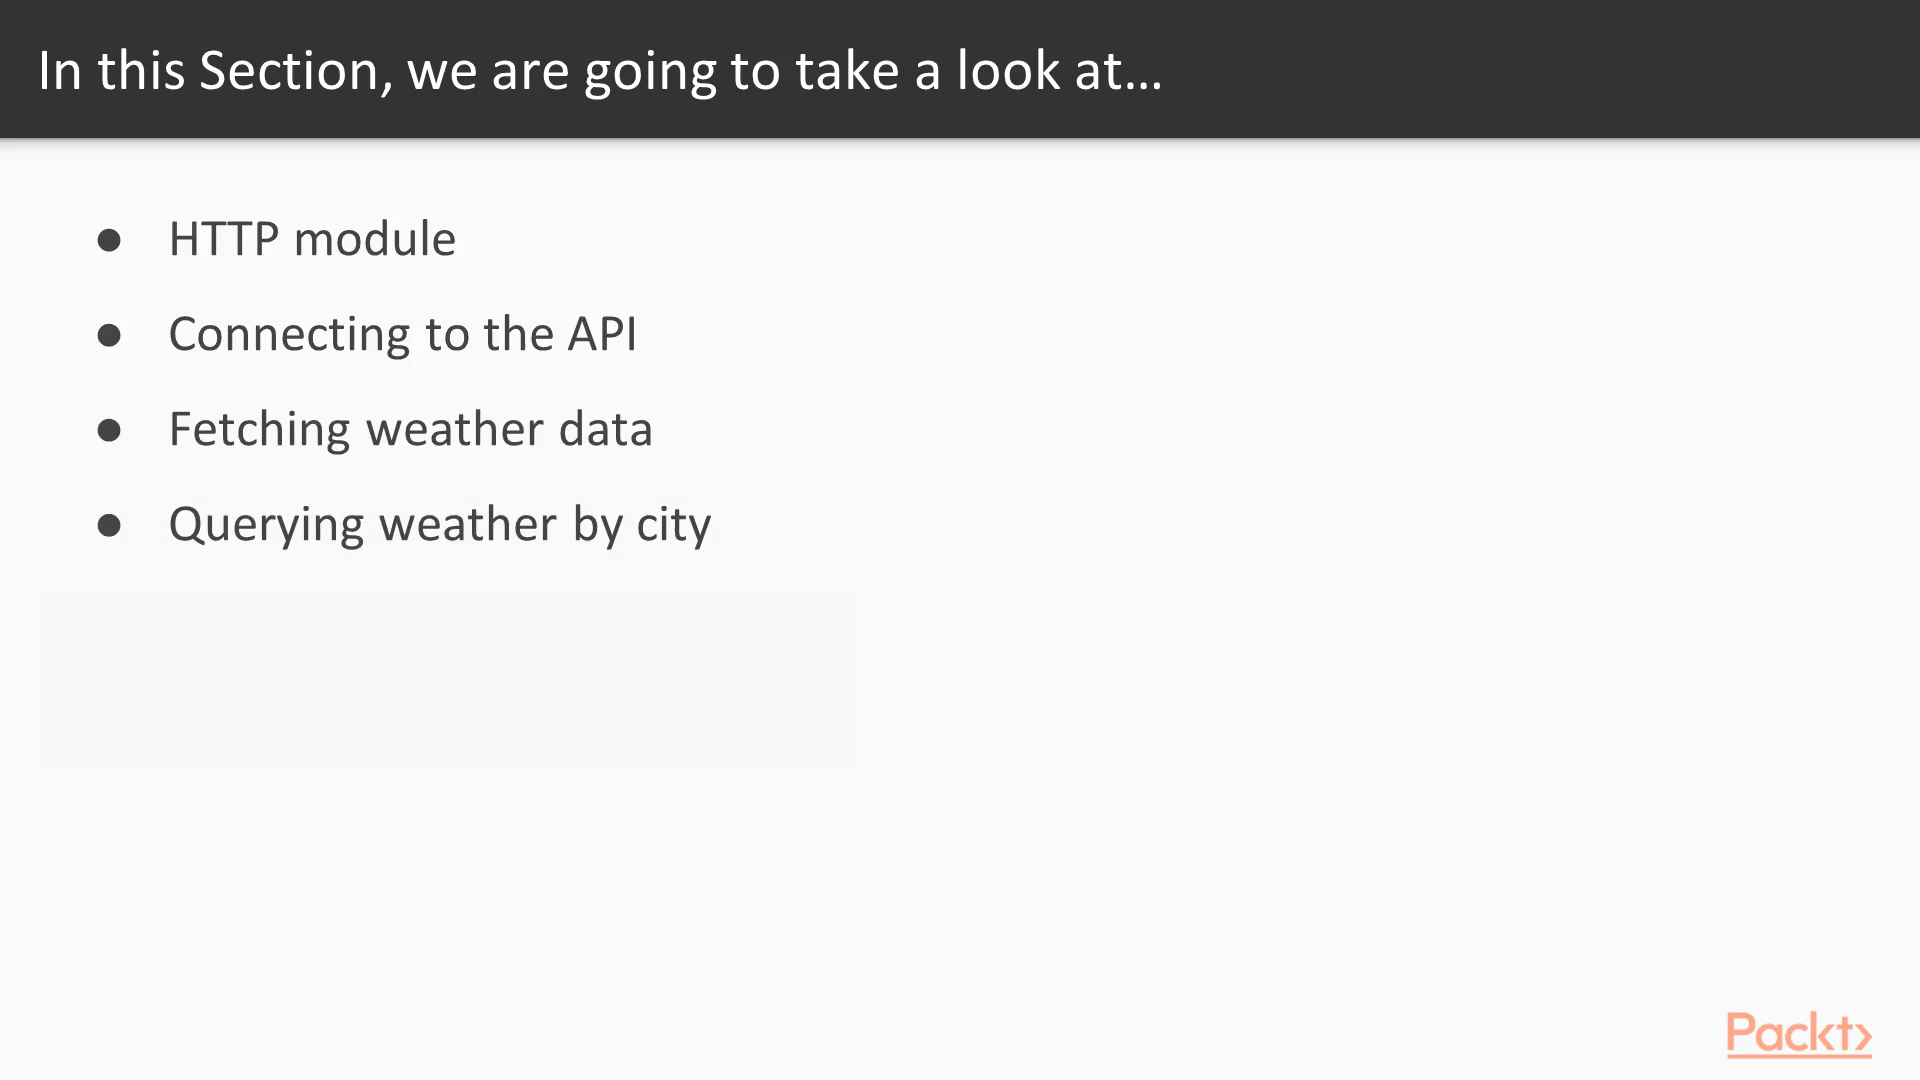 In this Section, we are going to take a look at...
● HTTP module
● Connecting to the API
● Fetching weather data
● Querying weather by city
Packt>